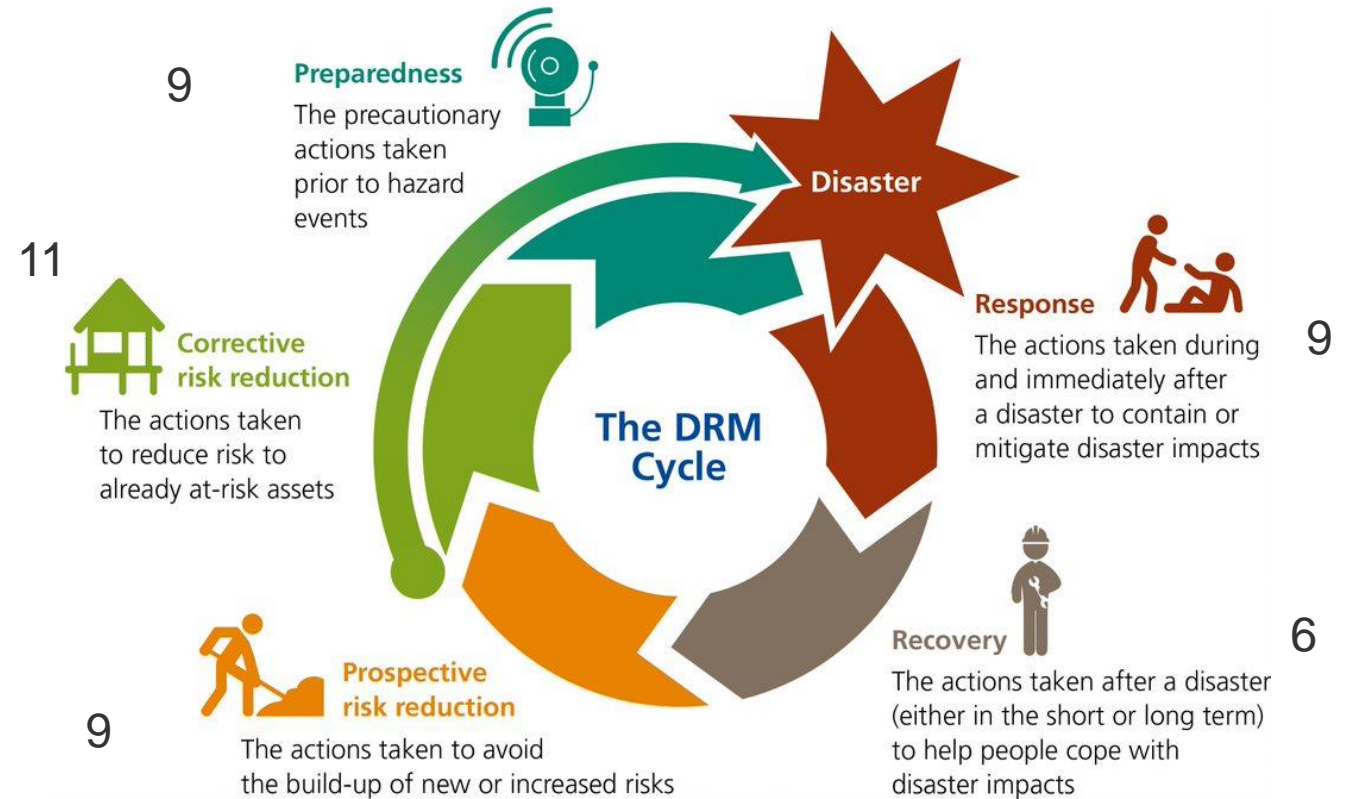 9
Preparedness
The precautionary
actions taken
prior to hazard
events
Disaster
11
Corrective
risk reduction
The actions taken
to reduce risk to
already at-risk assets
The DRM
Cycle
Response
The actions taken during
and immediately after
a disaster to contain or
mitigate disaster impacts
9
Recovery
The actions taken after a disaster
(either in the short or long term)
to help people cope with
disaster impacts
6
Prospective
risk reduction
The actions taken to avoid
the build-up of new or increased risks
9